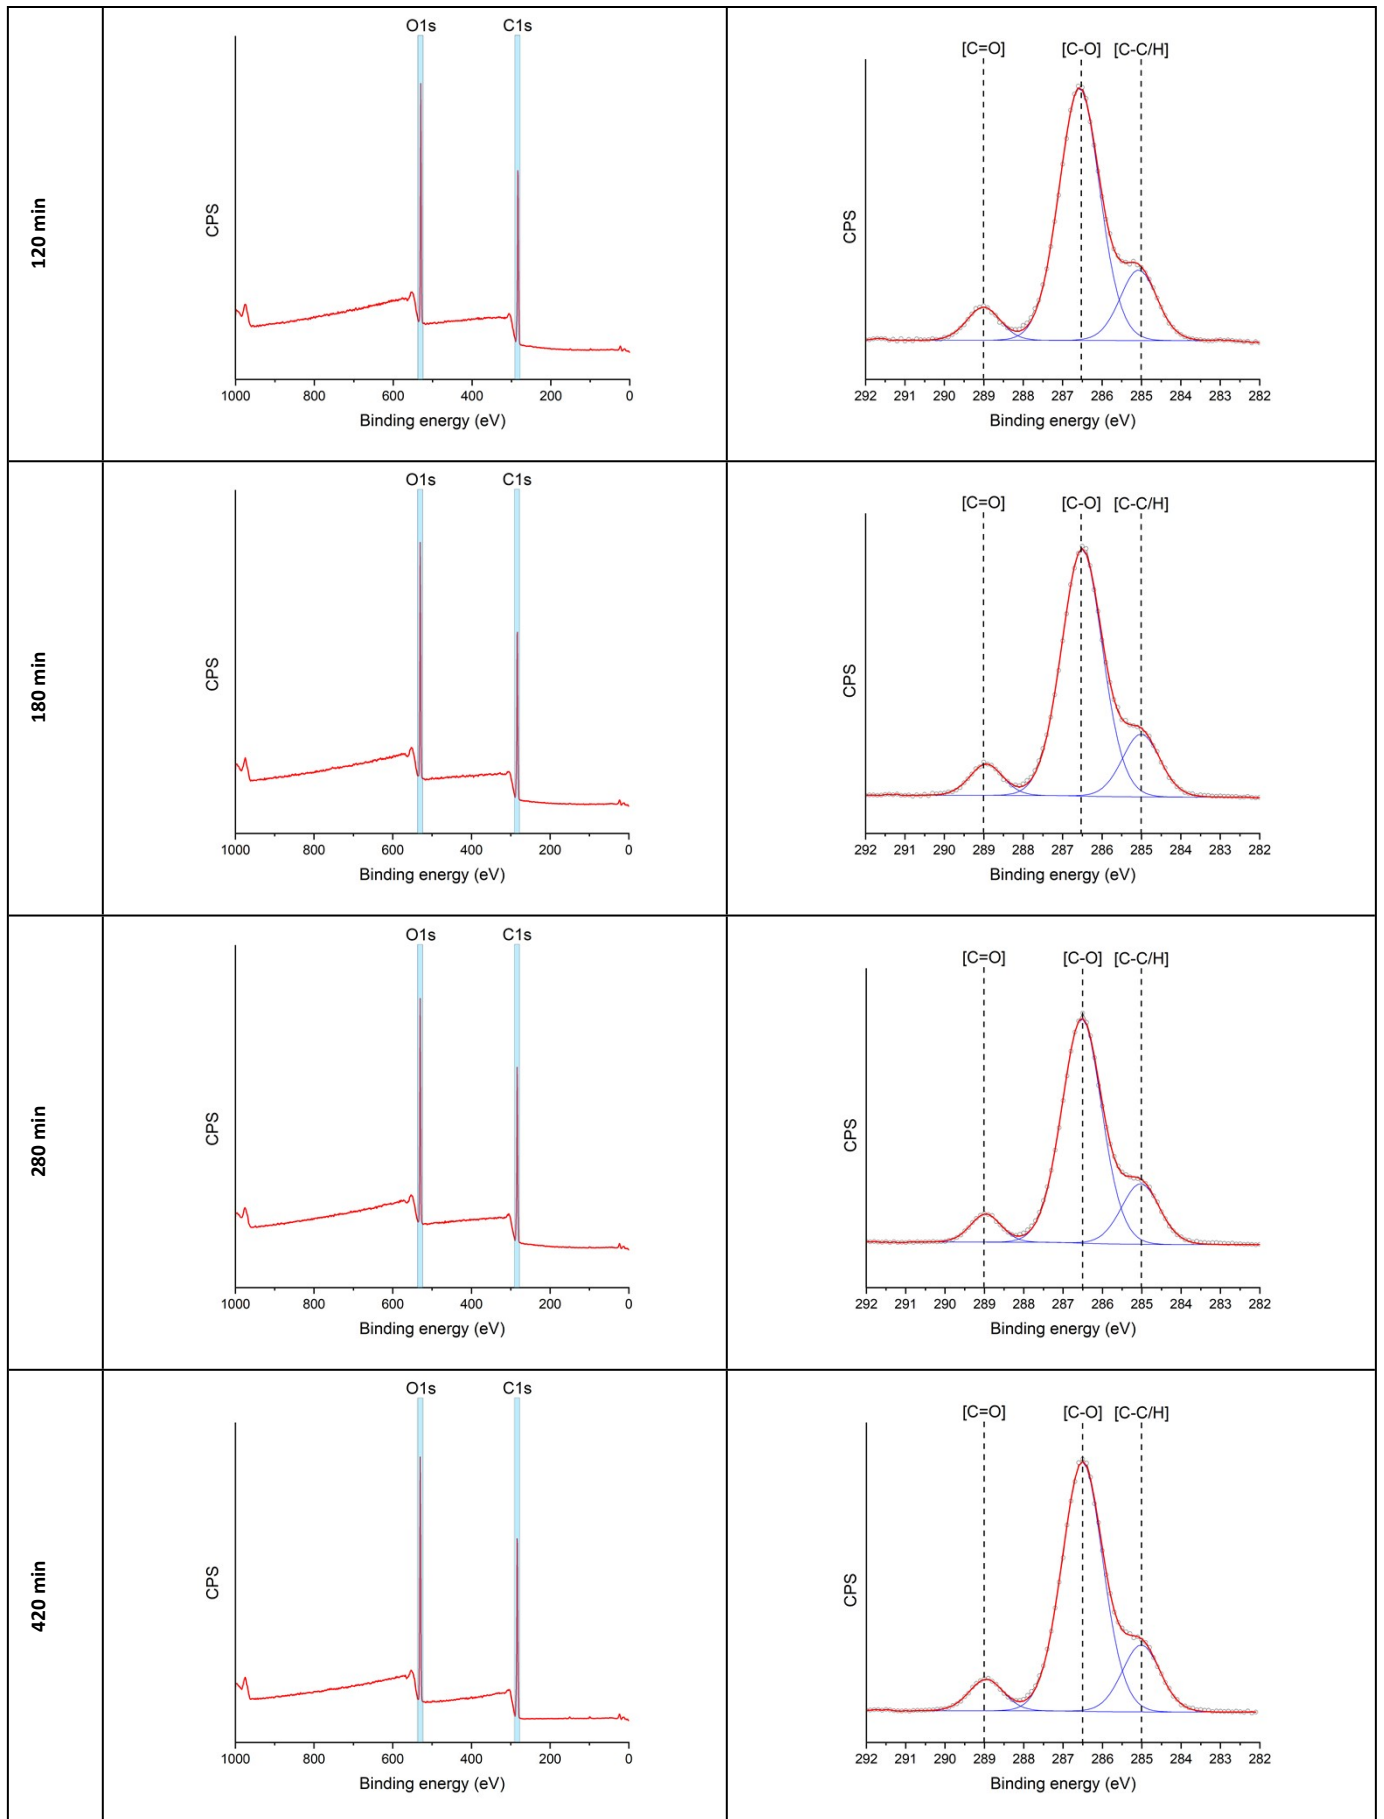 120 min
O1s C1s
CPS
1000 800 600 400 200 0
Binding energy (eV)
[C=O] [C-O] [C-C/H]
CPS
292 291 290 289 288 287 286 285 284 283 282
Binding energy (eV)
180 min
O1s C1s
CPS
1000 800 600 400 200 0
Binding energy (eV)
[C=O] [C-O] [C-C/H]
CPS
292 291 290 289 288 287 286 285 284 283 282
Binding energy (eV)
280 min
O1s C1s
CPS
1000 800 600 400 200 0
Binding energy (eV)
[C=O] [C-O] [C-C/H]
CPS
292 291 290 289 288 287 286 285 284 283 282
Binding energy (eV)
420 min
O1s C1s
CPS
1000 800 600 400 200 0
Binding energy (eV)
[C=O] [C-O] [C-C/H]
CPS
292 291 290 289 288 287 286 285 284 283 282
Binding energy (eV)